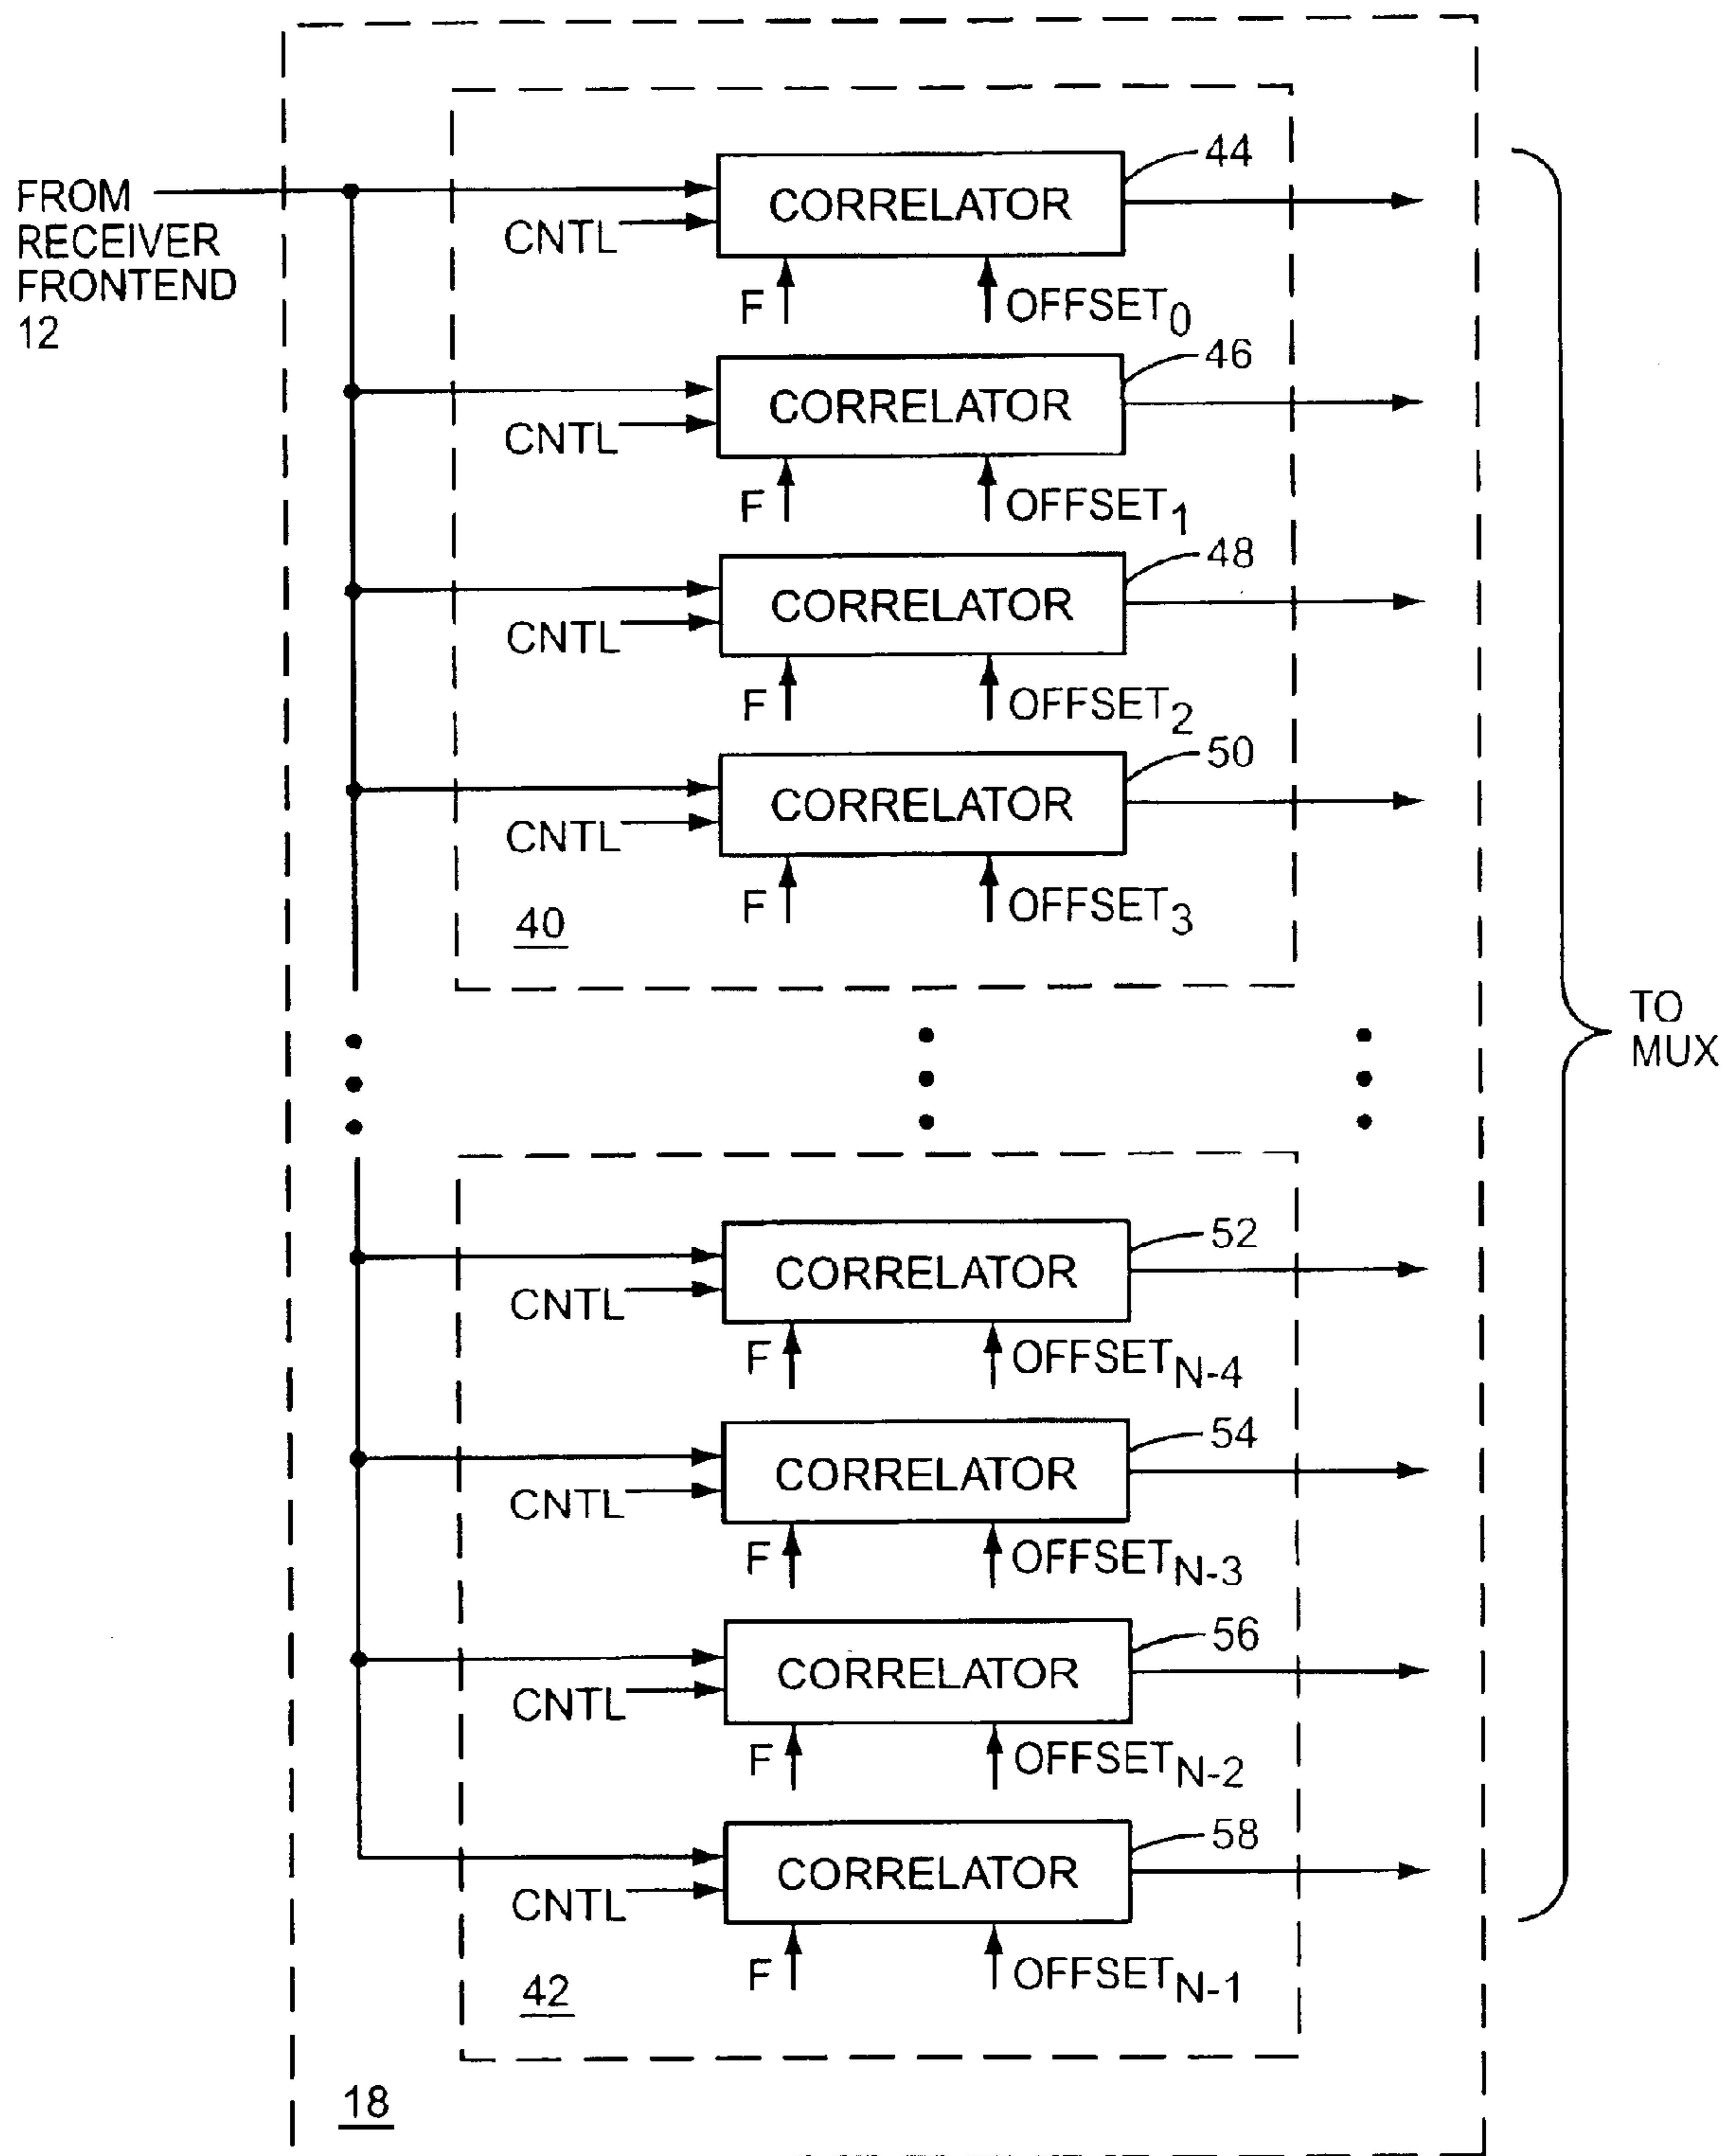 FROM
RECEIVER
FRONTEND
12
44
CORRELATOR
CNTL
F
OFFSET0
46
CORRELATOR
CNTL
F
OFFSET1
48
CORRELATOR
CNTL
F
OFFSET2
50
CORRELATOR
CNTL
F
OFFSET3
40
TO
MUX
52
CORRELATOR
CNTL
F
OFFSETN-4
54
CORRELATOR
CNTL
F
OFFSETN-3
56
CORRELATOR
CNTL
F
OFFSETN-2
58
CORRELATOR
CNTL
F
OFFSETN-1
42
18